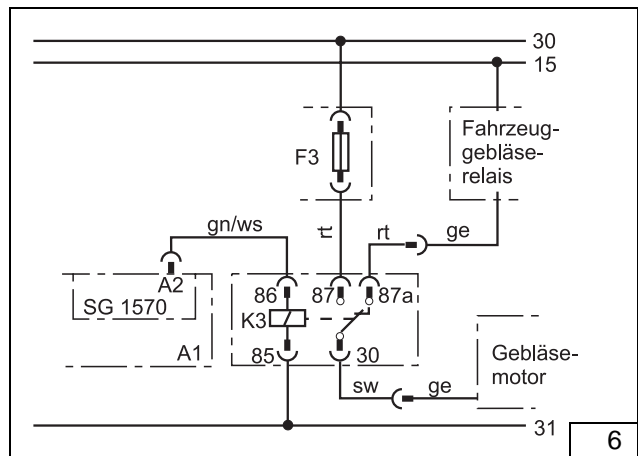 30
15
Fahrzeug-
gebläse-
relais
F3
gn/ws
rt
rt
ge
A2
SG 1570
A1
86
87
87a
K3
85
30
sw
ge
Gebläse-
motor
31
6